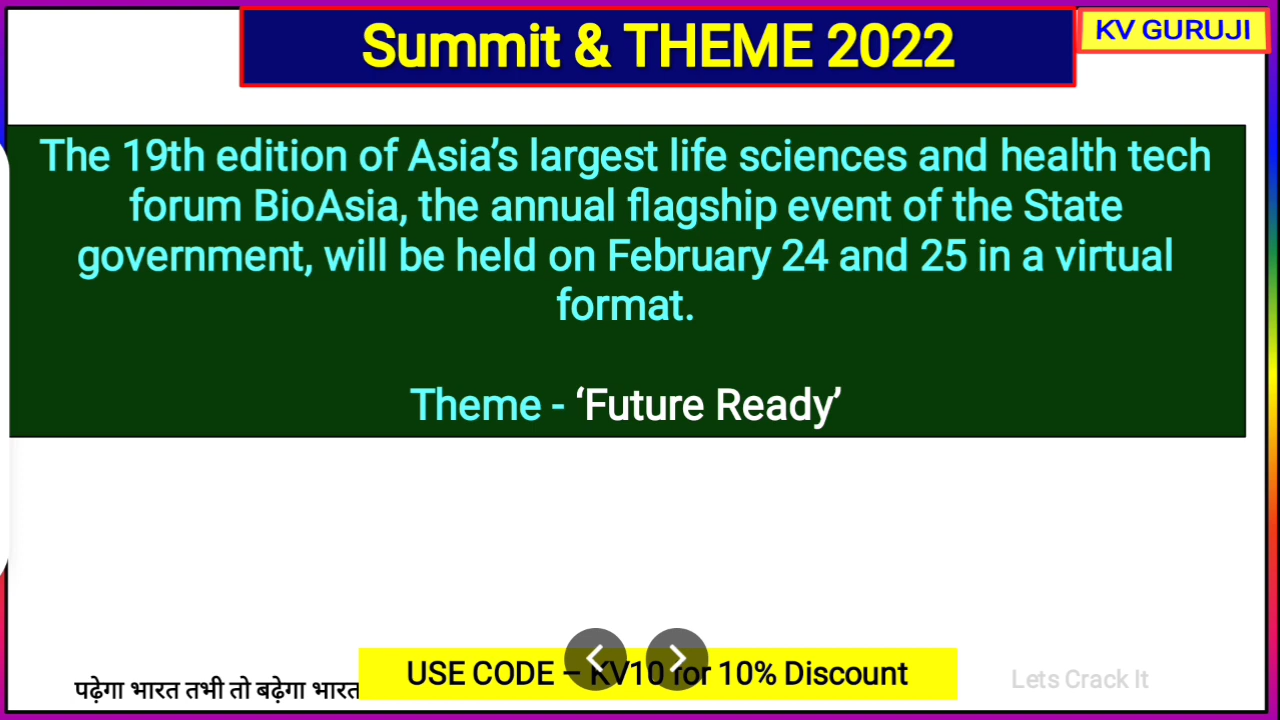 Summit & THEME 2022
KV GURUJI
The 19th edition of Asia’s largest life sciences and health tech
forum BioAsia, the annual flagship event of the State
government, will be held on February 24 and 25 in a virtual
format.
Theme - ‘Future Ready’
USE CODE – KV10 for 10% Discount
पढ़ेगा भारत तभी तो बढ़ेगा भारत
Lets Crack It